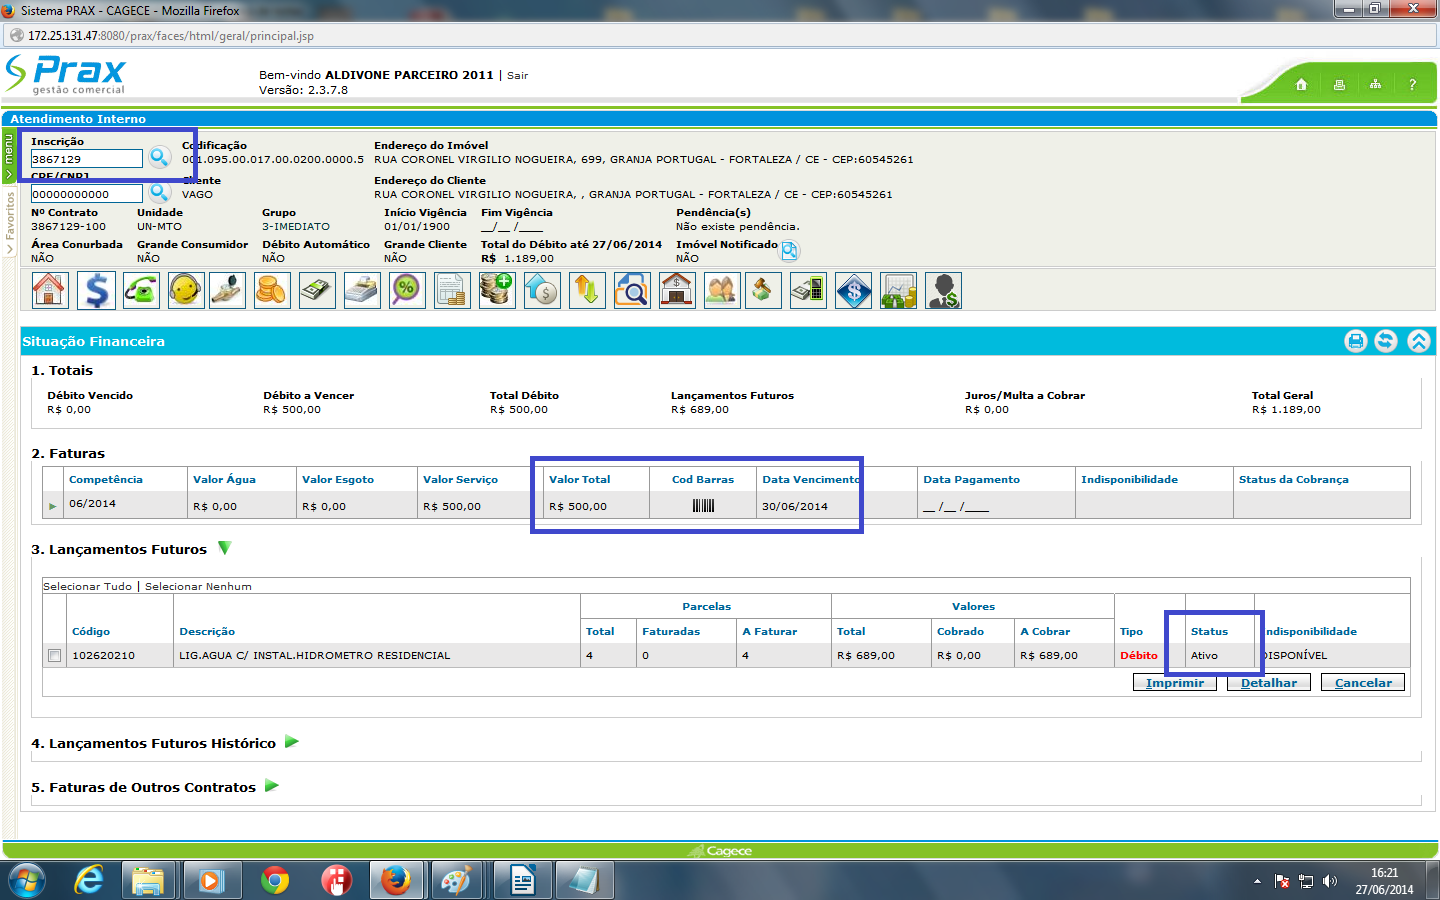 Sistema PRAX - CAGECE - Mozilla Firefox
172.25.131.47:8080/prax/faces/html/geral/principal.jsp
Prax
gestão comercial
Bem-vindo ALDIVONE PARCEIRO 2011 | Sair
Versão: 2.3.7.8
?
Atendimento Interno
menu
Favoritos
Inscrição Codificação Endereço do Imóvel
3867129 001.095.00.017.00.0200.0000.5 RUA CORONEL VIRGILIO NOGUEIRA, 699, GRANJA PORTUGAL - FORTALEZA / CE - CEP:60545261
CPF/CNPJ Cliente Endereço do Cliente
00000000000 VAGO RUA CORONEL VIRGILIO NOGUEIRA, , GRANJA PORTUGAL - FORTALEZA / CE - CEP:60545261
Nº Contrato Unidade Grupo Início Vigência Fim Vigência Pendência(s)
3867129-100 UN-MTO 3-IMEDIATO 01/01/1900 __/__ /____ Não existe pendência.
Área Conurbada Grande Consumidor Débito Automático Grande Cliente Total do Débito até 27/06/2014 Imóvel Notificado
NÃO NÃO NÃO NÃO R$ 1.189,00 NÃO
Situação Financeira
1. Totais
Débito Vencido Débito a Vencer Total Débito Lançamentos Futuros Juros/Multa a Cobrar Total Geral
R$ 0,00 R$ 500,00 R$ 500,00 R$ 689,00 R$ 0,00 R$ 1.189,00
2. Faturas
Competência Valor Água Valor Esgoto Valor Serviço Valor Total Cod Barras Data Vencimento Data Pagamento Indisponibilidade Status da Cobrança
06/2014 R$ 0,00 R$ 0,00 R$ 500,00 R$ 500,00 30/06/2014 __ /__ /____
3. Lançamentos Futuros
Selecionar Tudo | Selecionar Nenhum
Parcelas Valores
Código Descrição Total Faturadas A Faturar Total Cobrado A Cobrar Tipo Status Indisponibilidade
102620210 LIG.AGUA C/ INSTAL.HIDROMETRO RESIDENCIAL 4 0 4 R$ 689,00 R$ 0,00 R$ 689,00 Débito Ativo DISPONÍVEL
Imprimir Detalhar Cancelar
4. Lançamentos Futuros Histórico
5. Faturas de Outros Contratos
Cagece
16:21
27/06/2014